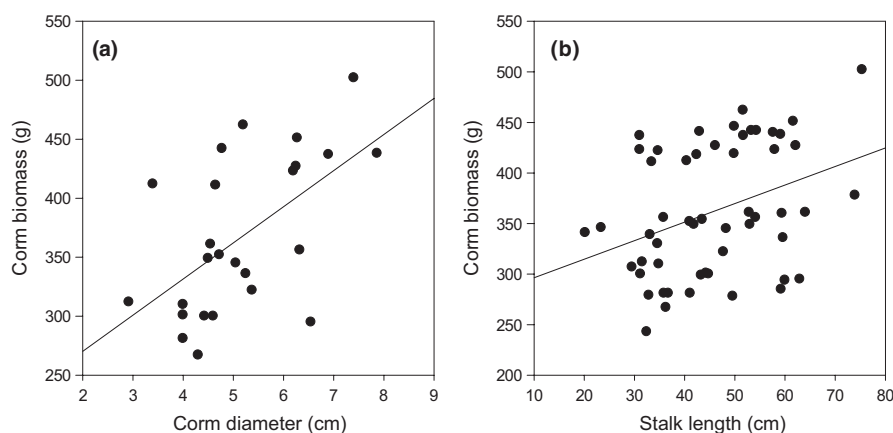 (a)
Corm biomass (g)
550
500
450
400
350
300
250
2 3 4 5 6 7 8 9
Corm diameter (cm)
(b)
Corm biomass (g)
550
500
450
400
350
300
250
200
10 20 30 40 50 60 70 80
Stalk length (cm)